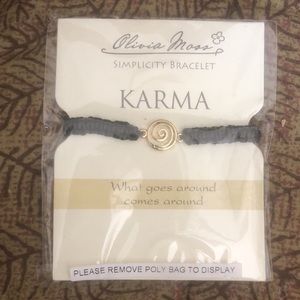 Olivia Moss
SIMPLICITY BRACELET
KARMA
What goes around
comes around
PLEASE REMOVE POLY BAG TO DISPLAY